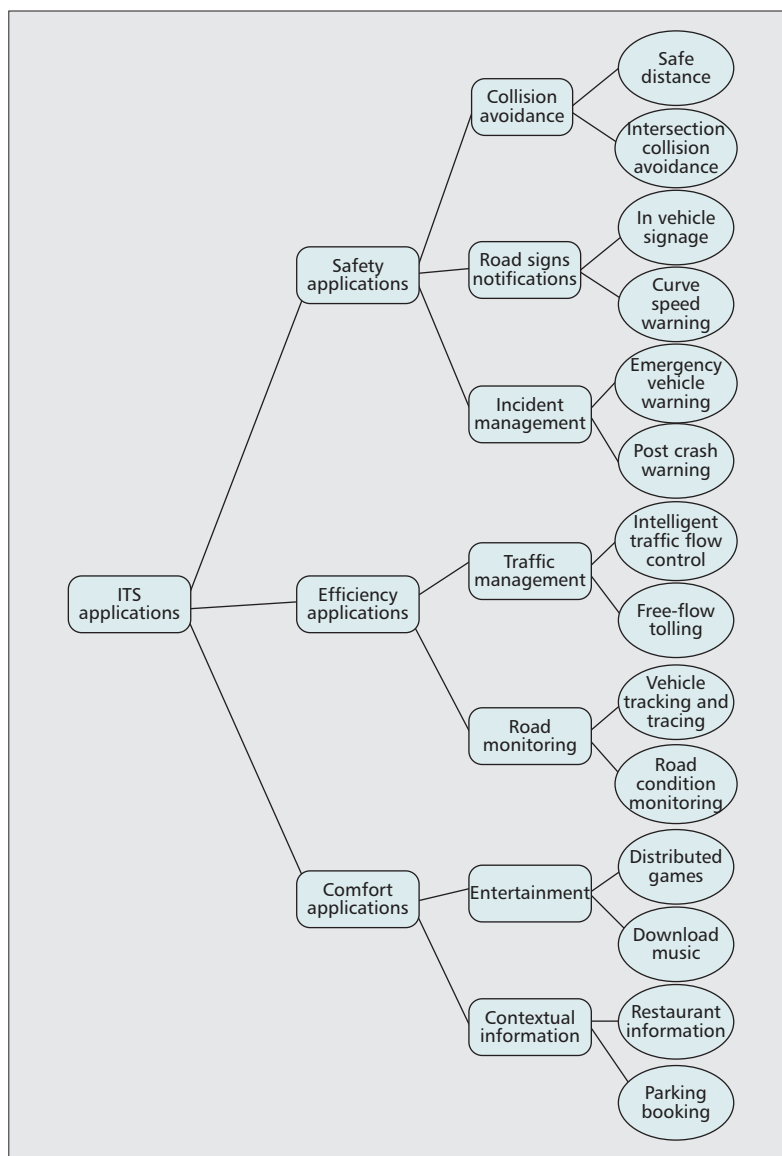 Safe
distance
Collision
avoidance
Intersection
collision
avoidance
In vehicle
signage
Safety
applications
Road signs
notifications
Curve
speed
warning
Emergency
vehicle
warning
Incident
management
Post crash
warning
Intelligent
traffic flow
control
ITS
applications
Efficiency
applications
Traffic
management
Free-flow
tolling
Vehicle
tracking and
tracing
Road
monitoring
Road
condition
monitoring
Distributed
games
Comfort
applications
Entertainment
Download
music
Contextual
information
Restaurant
information
Parking
booking